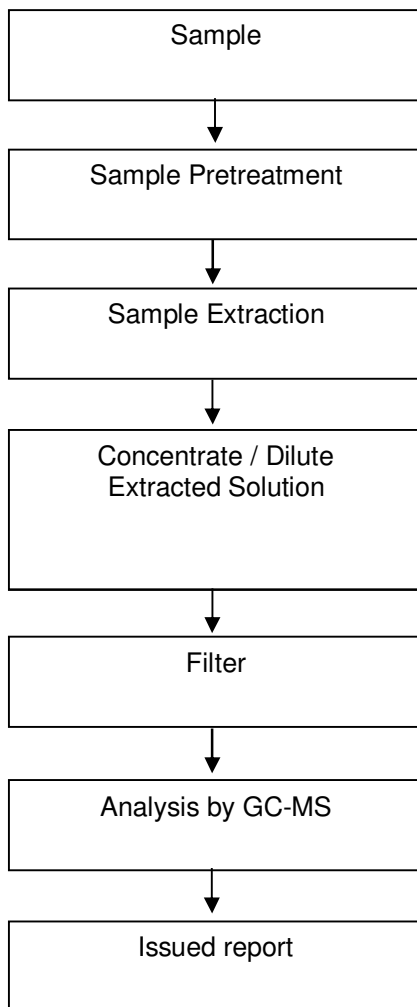 Sample
Sample Pretreatment
Sample Extraction
Concentrate / Dilute
Extracted Solution
Filter
Analysis by GC-MS
Issued report